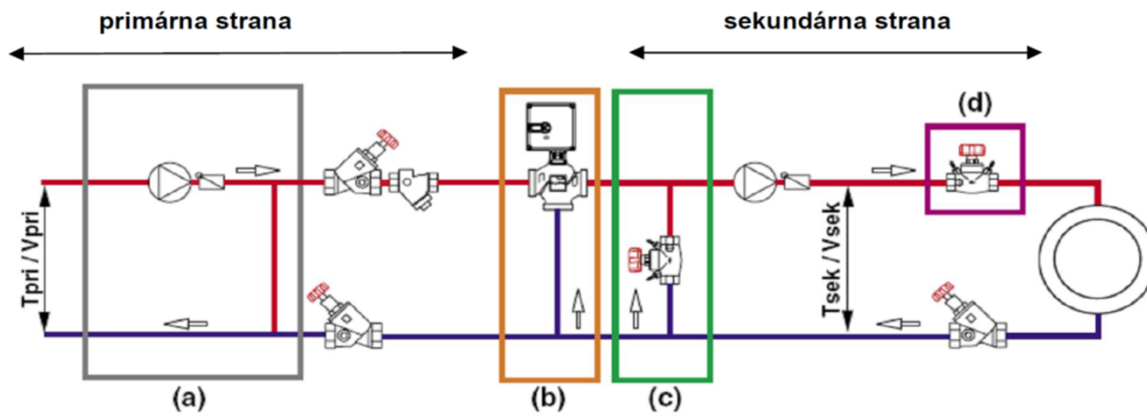 primárna strana
sekundárna strana
(d)
Tpri / Vpri
Tsek / Vsek
(a)
(b)
(c)